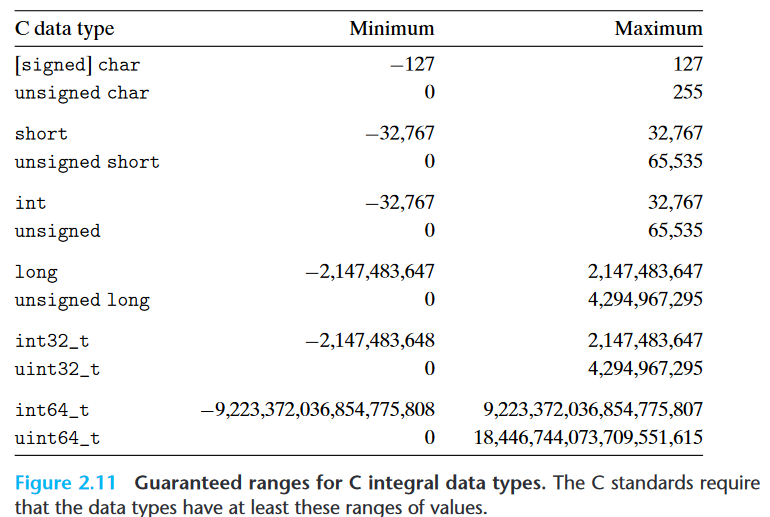 C data type Minimum Maximum
[signed] char −127 127
unsigned char 0 255
short −32,767 32,767
unsigned short 0 65,535
int −32,767 32,767
unsigned 0 65,535
long −2,147,483,647 2,147,483,647
unsigned long 0 4,294,967,295
int32_t −2,147,483,648 2,147,483,647
uint32_t 0 4,294,967,295
int64_t −9,223,372,036,854,775,808 9,223,372,036,854,775,807
uint64_t 0 18,446,744,073,709,551,615
Figure 2.11 Guaranteed ranges for C integral data types. The C standards require
that the data types have at least these ranges of values.